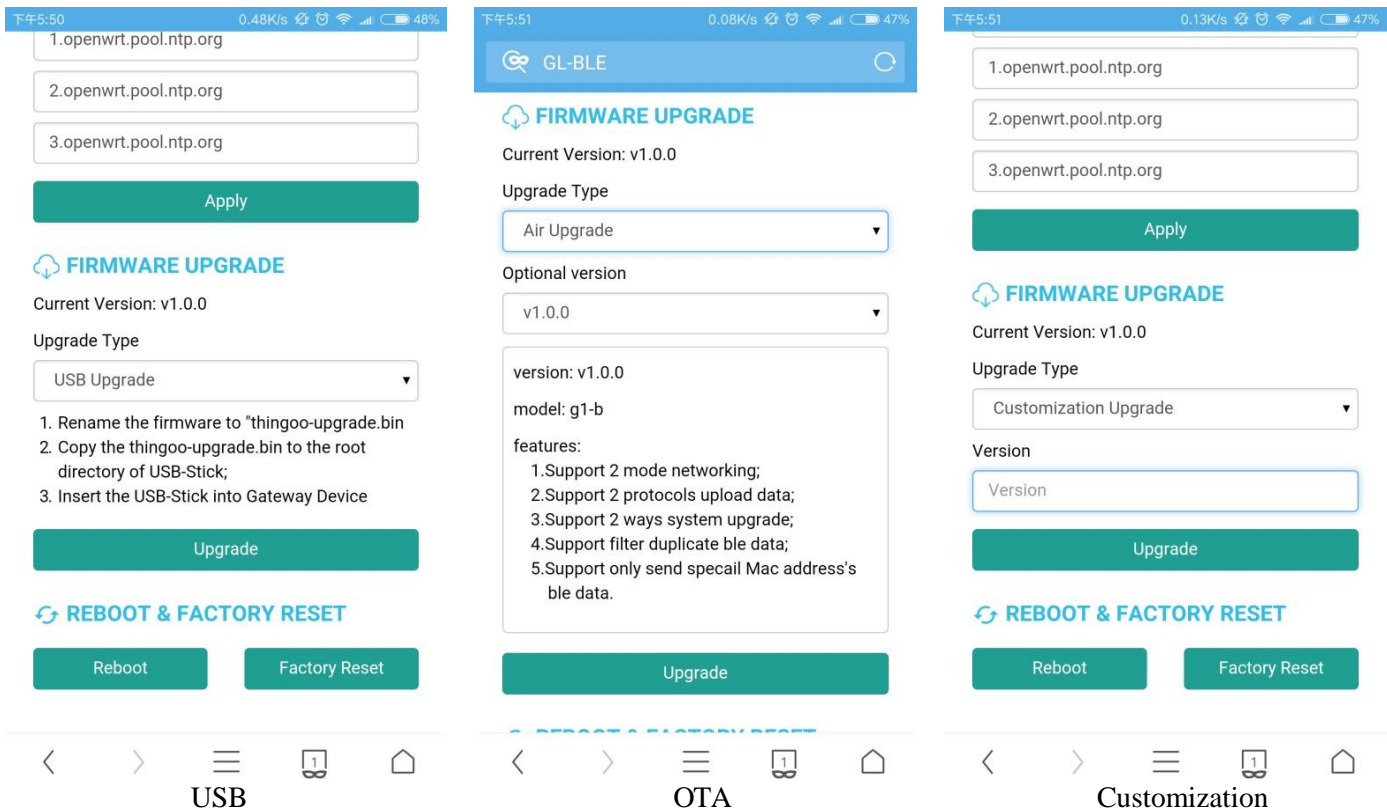 下午5:50 0.48K/s 48%
1.openwrt.pool.ntp.org
2.openwrt.pool.ntp.org
3.openwrt.pool.ntp.org
Apply
FIRMWARE UPGRADE
Current Version: v1.0.0
Upgrade Type
USB Upgrade
1. Rename the firmware to "thingoo-upgrade.bin
2. Copy the thingoo-upgrade.bin to the root
directory of USB-Stick;
3. Insert the USB-Stick into Gateway Device
Upgrade
REBOOT & FACTORY RESET
Reboot Factory Reset
1
USB
下午5:51 0.08K/s 47%
GL-BLE
FIRMWARE UPGRADE
Current Version: v1.0.0
Upgrade Type
Air Upgrade
Optional version
v1.0.0
version: v1.0.0
model: g1-b
features:
1.Support 2 mode networking;
2.Support 2 protocols upload data;
3.Support 2 ways system upgrade;
4.Support filter duplicate ble data;
5.Support only send specail Mac address's
ble data.
Upgrade
REBOOT & FACTORY RESET
1
OTA
下午5:51 0.13K/s 47%
1.openwrt.pool.ntp.org
2.openwrt.pool.ntp.org
3.openwrt.pool.ntp.org
Apply
FIRMWARE UPGRADE
Current Version: v1.0.0
Upgrade Type
Customization Upgrade
Version
Version
Upgrade
REBOOT & FACTORY RESET
Reboot Factory Reset
1
Customization